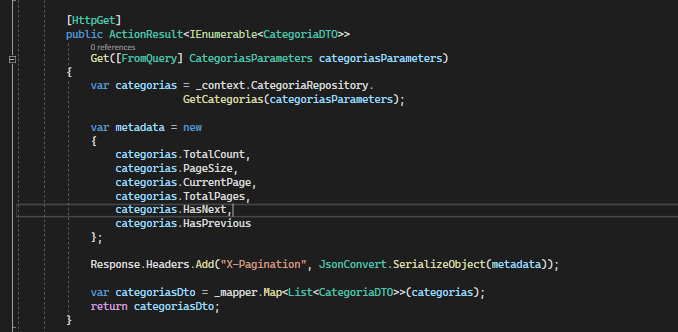 [HttpGet]
public ActionResult<IEnumerable<CategoriaDTO>>
0 references
Get([FromQuery] CategoriasParameters categoriasParameters)
{
var categorias = _context.CategoriaRepository.
GetCategorias(categoriasParameters);
var metadata = new
{
categorias.TotalCount,
categorias.PageSize,
categorias.CurrentPage,
categorias.TotalPages,
categorias.HasNext,
categorias.HasPrevious
};
Response.Headers.Add("X-Pagination", JsonConvert.SerializeObject(metadata));
var categoriasDto = _mapper.Map<List<CategoriaDTO>>(categorias);
return categoriasDto;
}